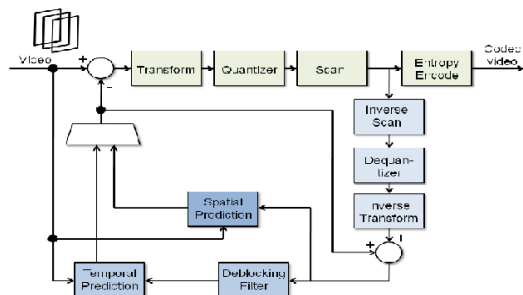 Codec
video
Video
+
-
Transform
Quantizer
Scan
Entropy
Encode
Inverse
Scan
Dequan-
tizer
Inverse
Transform
Spatial
Prediction
+
Temporal
Prediction
Deblocking
Filter